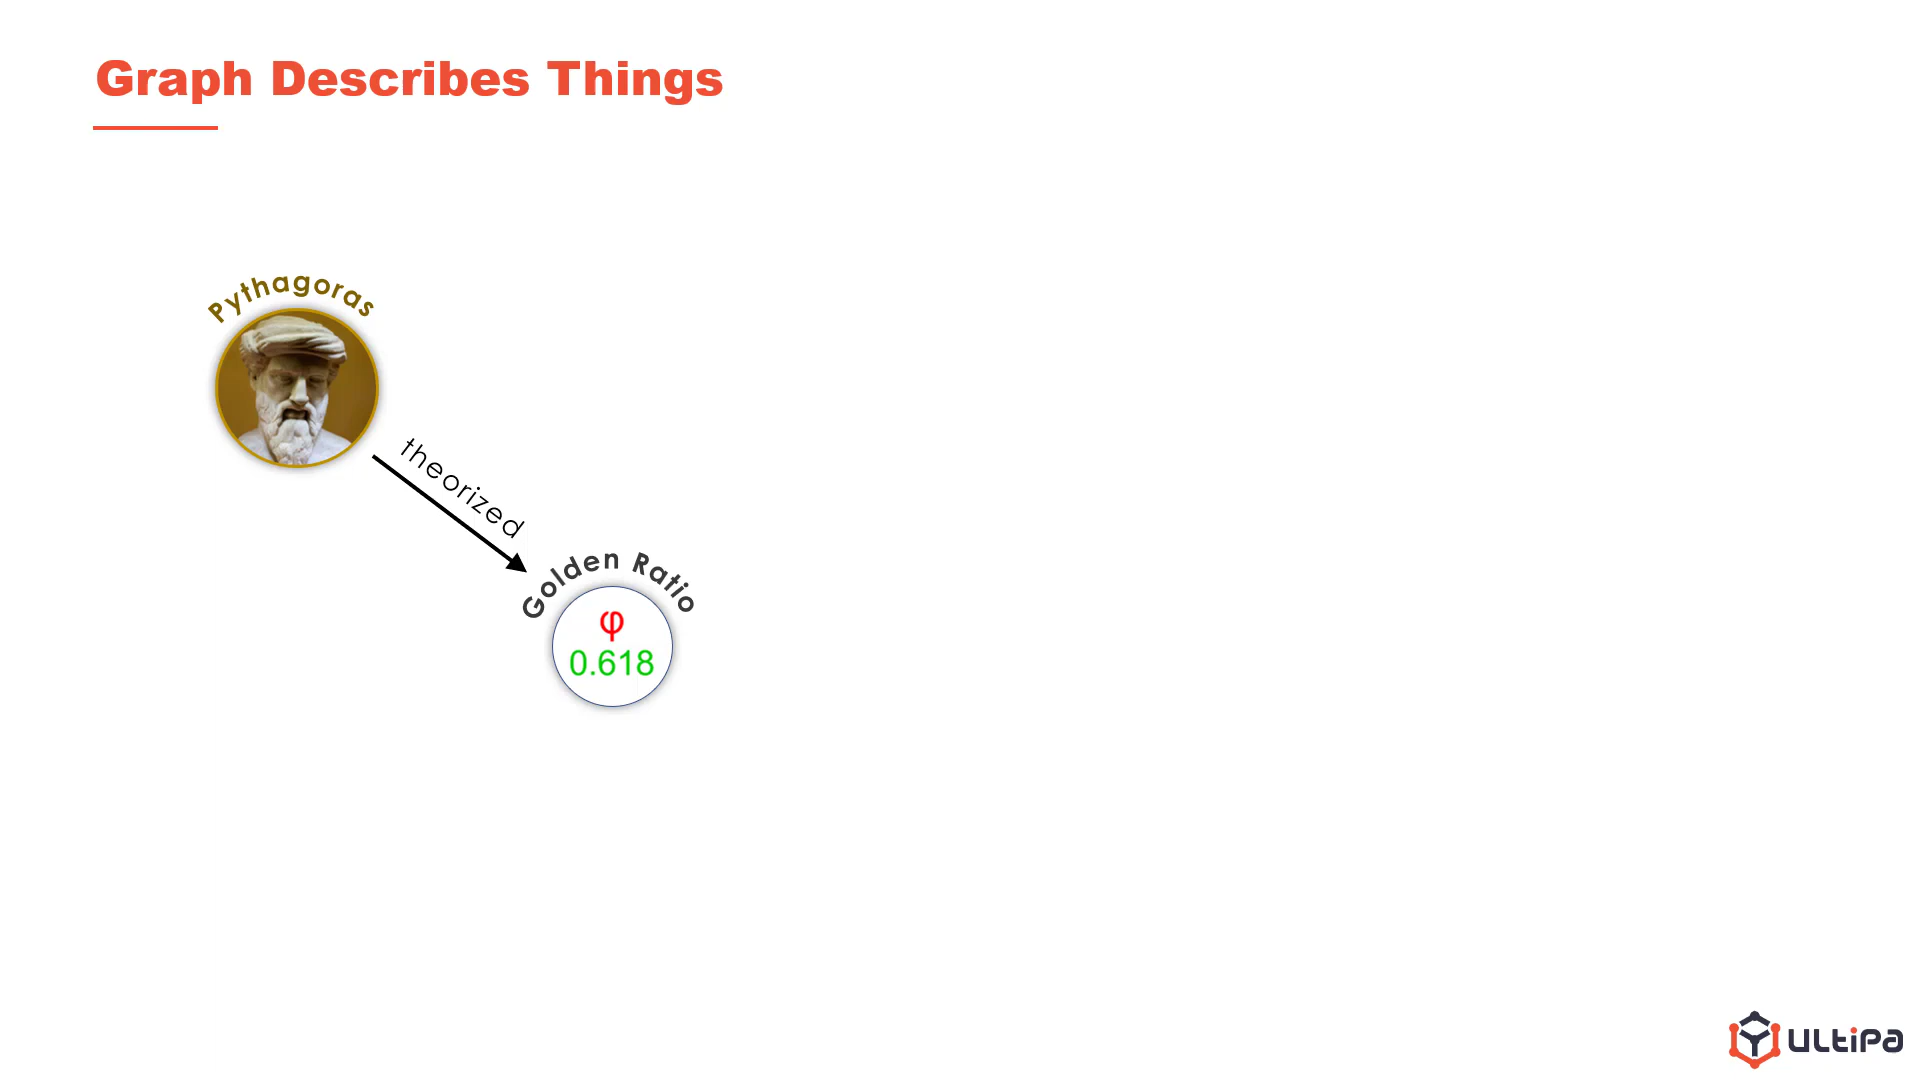 Graph Describes Things
Pythagoras
theorized
Golden Ratio
φ
0.618
ULTiPa